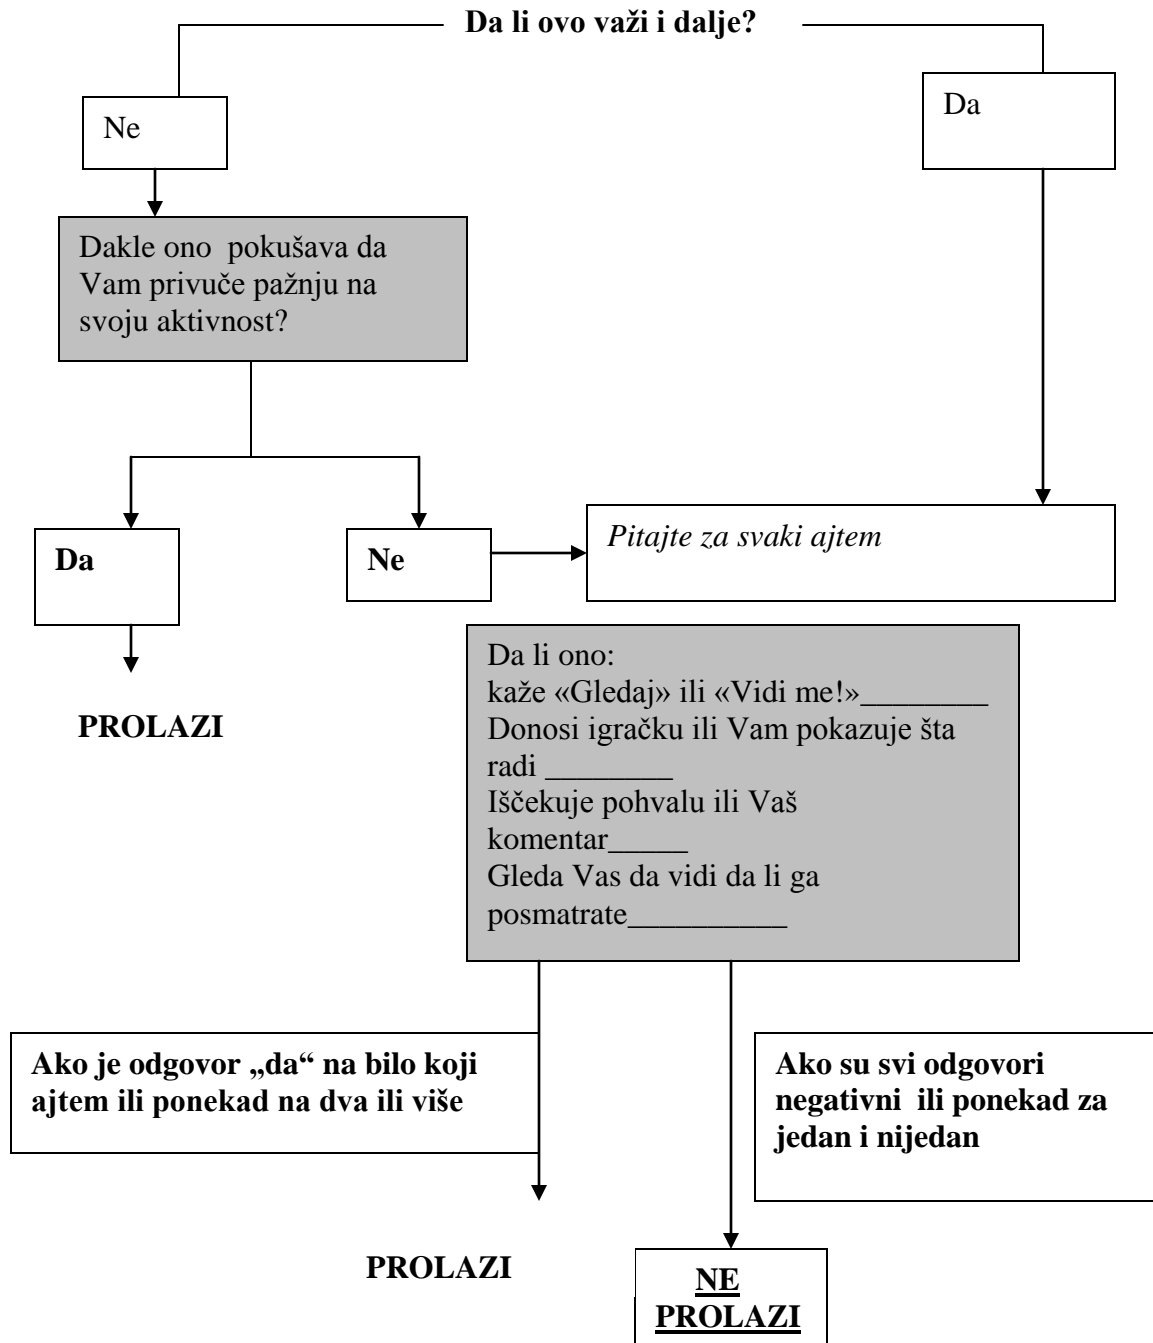 Da li ovo važi i dalje?
Ne
Da
Dakle ono  pokušava da
Vam privuče pažnju na
svoju aktivnost?
Da
Ne
Pitajte za svaki ajtem
PROLAZI
Da li ono:
kaže «Gledaj» ili «Vidi me!»________
Donosi igračku ili Vam pokazuje šta
radi ________
Iščekuje pohvalu ili Vaš
komentar_____
Gleda Vas da vidi da li ga
posmatrate__________
Ako je odgovor „da“ na bilo koji
ajtem ili ponekad na dva ili više
Ako su svi odgovori
negativni  ili ponekad za
jedan i nijedan
PROLAZI
NE
PROLAZI